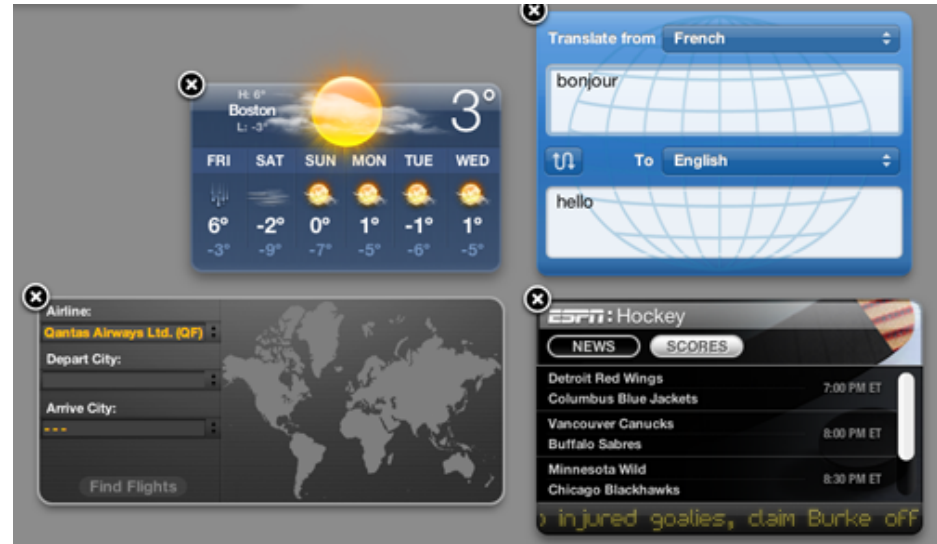 H: 6°
Boston
L: -3°
3°
FRI SAT SUN MON TUE WED
6° -2° 0° 1° -1° 1°
-3° -9° -7° -5° -6° -5°
Translate from French
bonjour
To English
hello
Airline:
Qantas Airways Ltd. (QF)
Depart City:
Arrive City:
---
Find Flights
ESPN: Hockey
NEWS SCORES
Detroit Red Wings
Columbus Blue Jackets
7:00 PM ET
Vancouver Canucks
Buffalo Sabres
8:00 PM ET
Minnesota Wild
Chicago Blackhawks
8:30 PM ET
injured goalies, claim Burke off